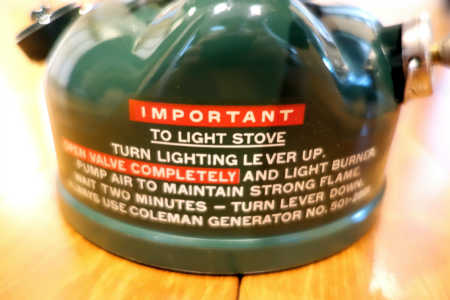 IMPORTANT
TO LIGHT STOVE
TURN LIGHTING LEVER UP.
OPEN VALVE COMPLETELY AND LIGHT BURNER.
PUMP AIR TO MAINTAIN STRONG FLAME.
WAIT TWO MINUTES – TURN LEVER DOWN.
ALWAYS USE COLEMAN GENERATOR NO.